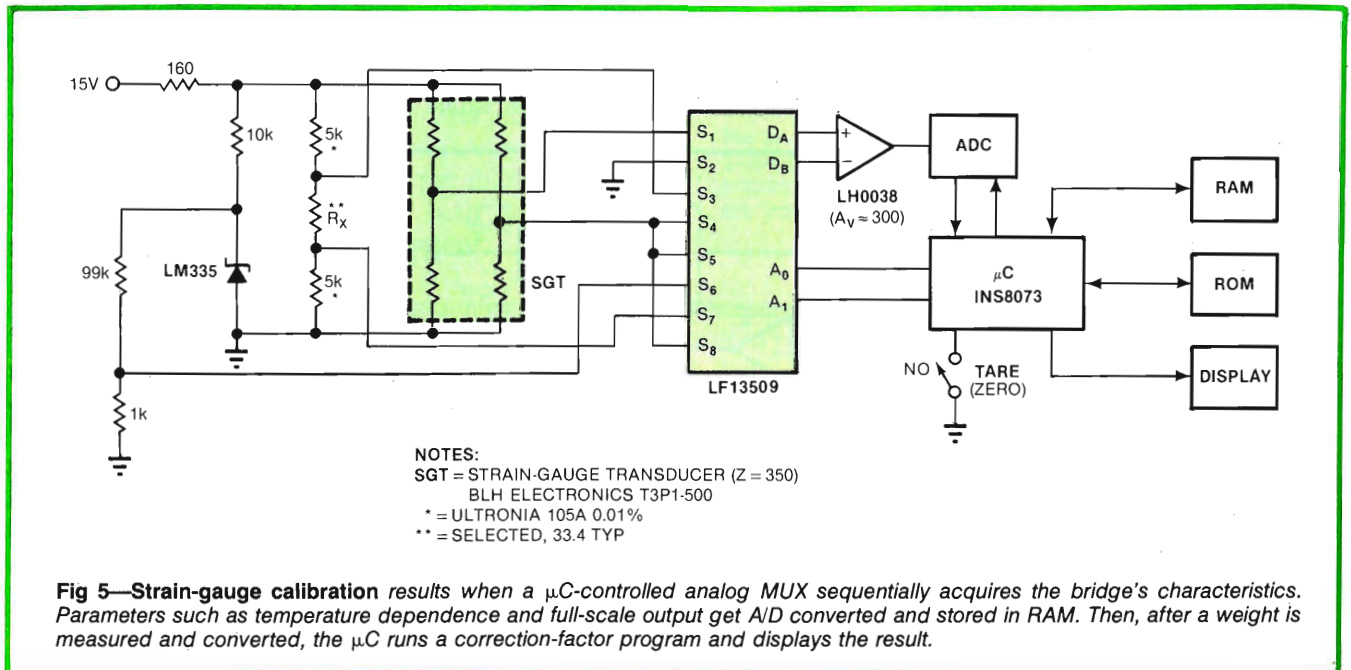 15V
160
10k
5k
*
**
RX
5k
*
99k
LM335
1k
SGT
S1
S2
S3
S4
S5
S6
S7
S8
DA
DB
A0
A1
LF13509
+
−
LH0038
(AV ≈ 300)
ADC
μC
INS8073
RAM
ROM
DISPLAY
NO
TARE
(ZERO)
NOTES:
SGT = STRAIN-GAUGE TRANSDUCER (Z = 350)
BLH ELECTRONICS T3P1-500
* = ULTRONIA 105A 0.01%
** = SELECTED, 33.4 TYP
Fig 5—Strain-gauge calibration results when a μC-controlled analog MUX sequentially acquires the bridge's characteristics.
Parameters such as temperature dependence and full-scale output get A/D converted and stored in RAM. Then, after a weight is
measured and converted, the μC runs a correction-factor program and displays the result.